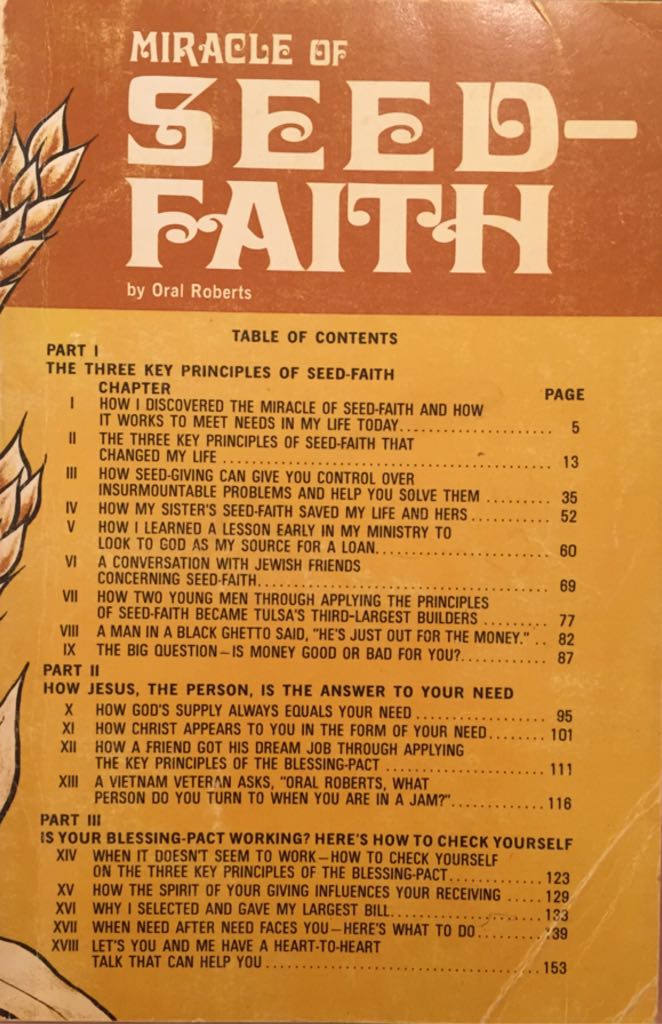 MIRACLE OF
SEED-
FAITH
by Oral Roberts
TABLE OF CONTENTS
PART I
THE THREE KEY PRINCIPLES OF SEED-FAITH
CHAPTER PAGE
I HOW I DISCOVERED THE MIRACLE OF SEED-FAITH AND HOW
IT WORKS TO MEET NEEDS IN MY LIFE TODAY.................... 5
II THE THREE KEY PRINCIPLES OF SEED-FAITH THAT
CHANGED MY LIFE ............................................. 13
III HOW SEED-GIVING CAN GIVE YOU CONTROL OVER
INSURMOUNTABLE PROBLEMS AND HELP YOU SOLVE THEM ......... 35
IV HOW MY SISTER'S SEED-FAITH SAVED MY LIFE AND HERS ........... 52
V HOW I LEARNED A LESSON EARLY IN MY MINISTRY TO
LOOK TO GOD AS MY SOURCE FOR A LOAN........................ 60
VI A CONVERSATION WITH JEWISH FRIENDS
CONCERNING SEED-FAITH........................................ 69
VII HOW TWO YOUNG MEN THROUGH APPLYING THE PRINCIPLES
OF SEED-FAITH BECAME TULSA'S THIRD-LARGEST BUILDERS ......... 77
VIII A MAN IN A BLACK GHETTO SAID, "HE'S JUST OUT FOR THE MONEY." .. 82
IX THE BIG QUESTION—IS MONEY GOOD OR BAD FOR YOU?............ 87
PART II
HOW JESUS, THE PERSON, IS THE ANSWER TO YOUR NEED
X HOW GOD'S SUPPLY ALWAYS EQUALS YOUR NEED ................. 95
XI HOW CHRIST APPEARS TO YOU IN THE FORM OF YOUR NEED........ 101
XII HOW A FRIEND GOT HIS DREAM JOB THROUGH APPLYING
THE KEY PRINCIPLES OF THE BLESSING-PACT ..................... 111
XIII A VIETNAM VETERAN ASKS, "ORAL ROBERTS, WHAT
PERSON DO YOU TURN TO WHEN YOU ARE IN A JAM?".............. 116
PART III
IS YOUR BLESSING-PACT WORKING? HERE'S HOW TO CHECK YOURSELF
XIV WHEN IT DOESN'T SEEM TO WORK—HOW TO CHECK YOURSELF
ON THE THREE KEY PRINCIPLES OF THE BLESSING-PACT............. 123
XV HOW THE SPIRIT OF YOUR GIVING INFLUENCES YOUR RECEIVING ..... 129
XVI WHY I SELECTED AND GAVE MY LARGEST BILL...................... 133
XVII WHEN NEED AFTER NEED FACES YOU—HERE'S WHAT TO DO......... 139
XVIII LET'S YOU AND ME HAVE A HEART-TO-HEART
TALK THAT CAN HELP YOU ....................................... 153